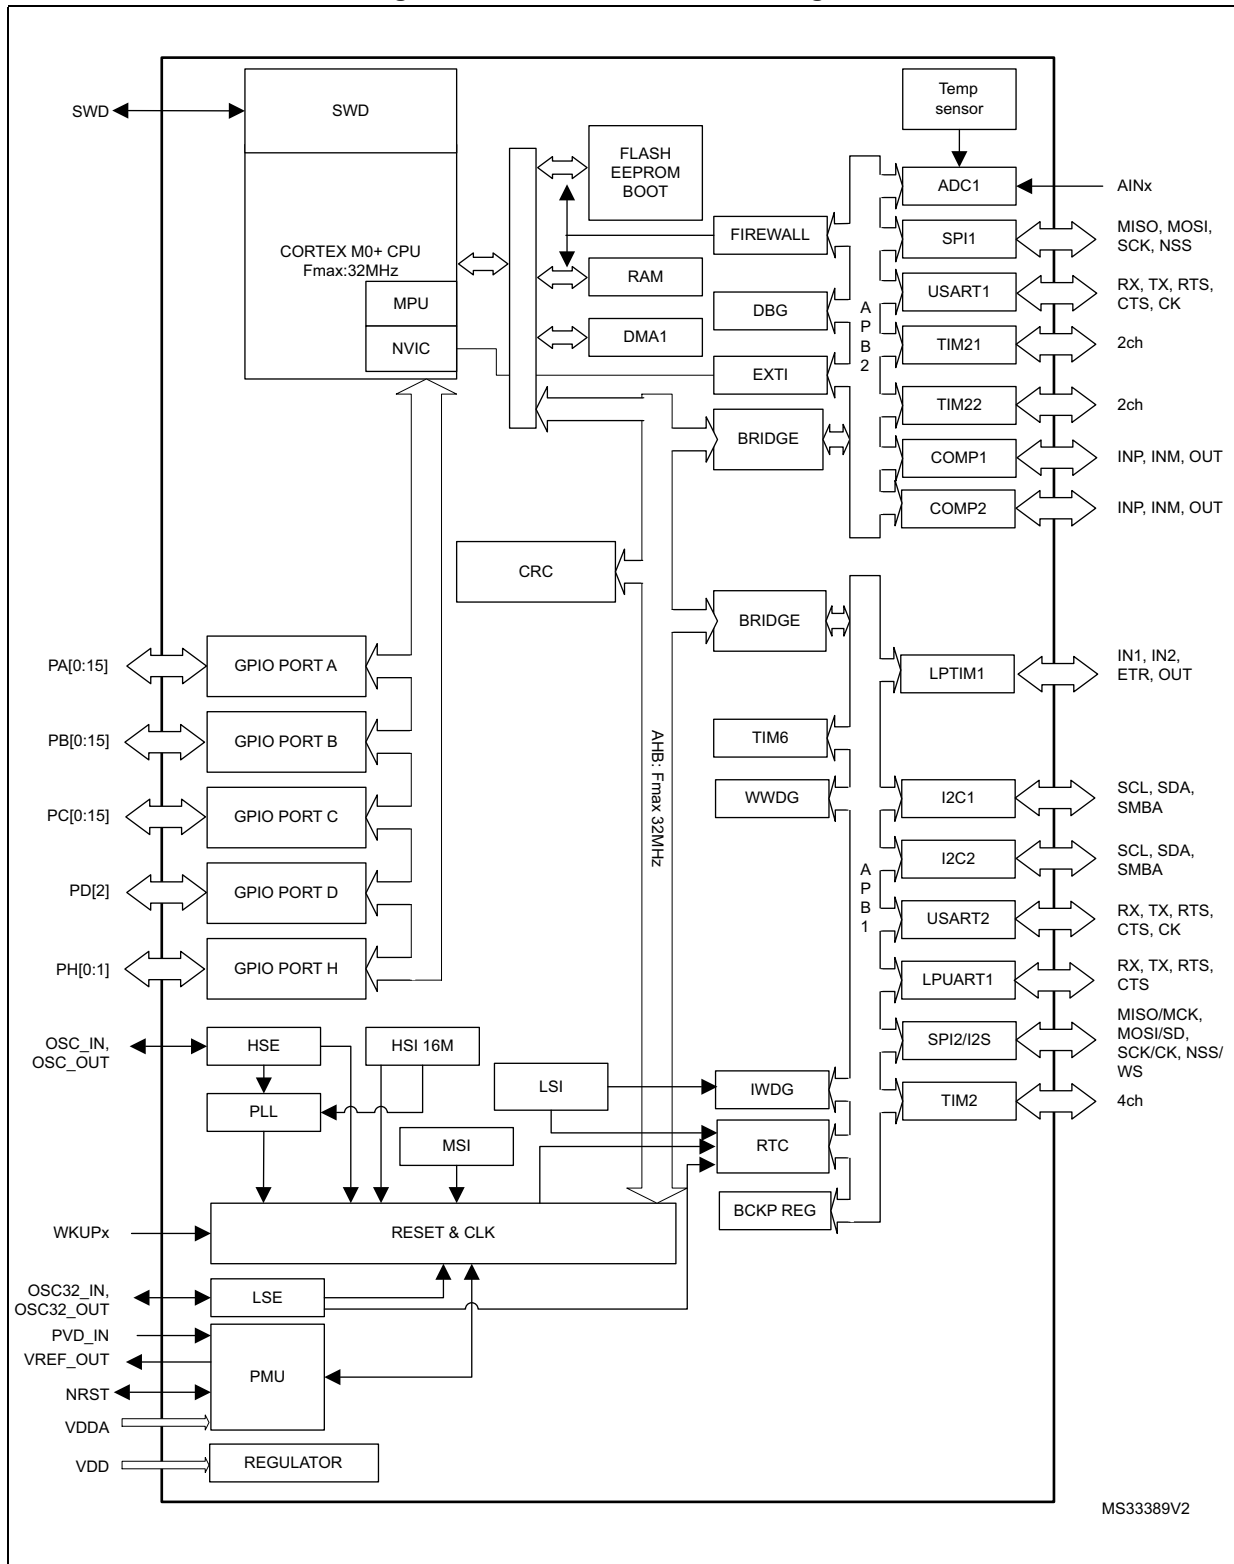 SWD
SWD
Temp
sensor
FLASH
EEPROM
BOOT
ADC1
AINx
FIREWALL
SPI1
MISO, MOSI,
SCK, NSS
CORTEX M0+ CPU
Fmax:32MHz
RAM
USART1
RX, TX, RTS,
CTS, CK
MPU
DBG
A
P
B
2
NVIC
DMA1
TIM21
2ch
EXTI
TIM22
2ch
BRIDGE
COMP1
INP, INM, OUT
COMP2
INP, INM, OUT
CRC
BRIDGE
PA[0:15]
GPIO PORT A
LPTIM1
IN1, IN2,
ETR, OUT
PB[0:15]
GPIO PORT B
TIM6
AHB: Fmax 32MHz
PC[0:15]
GPIO PORT C
WWDG
I2C1
SCL, SDA,
SMBA
I2C2
SCL, SDA,
SMBA
PD[2]
GPIO PORT D
A
P
B
1
USART2
RX, TX, RTS,
CTS, CK
PH[0:1]
GPIO PORT H
LPUART1
RX, TX, RTS,
CTS
OSC_IN,
OSC_OUT
HSE
HSI 16M
SPI2/I2S
MISO/MCK,
MOSI/SD,
SCK/CK, NSS/
WS
LSI
IWDG
PLL
TIM2
4ch
MSI
RTC
BCKP REG
WKUPx
RESET & CLK
OSC32_IN,
OSC32_OUT
LSE
PVD_IN
VREF_OUT
PMU
NRST
VDDA
VDD
REGULATOR
MS33389V2